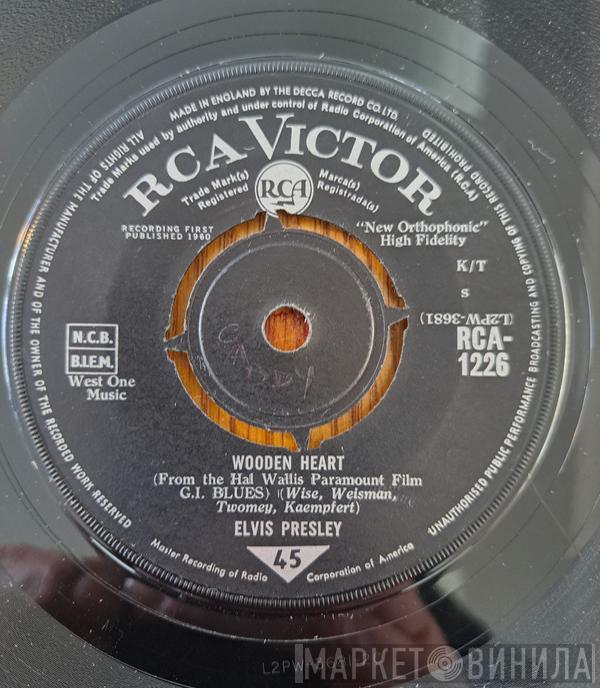 MADE IN ENGLAND BY THE DECCA RECORD CO. LTD.
Trade Marks used by authority and under control of Radio Corporation of America (RCA)
ALL RIGHTS OF THE MANUFACTURER AND OF THE OWNER OF THE RECORDED WORK RESERVED
UNAUTHORISED PUBLIC PERFORMANCE BROADCASTING AND COPYING OF THIS RECORD PROHIBITED
RCA VICTOR
Trade Mark(s)
Registered
RCA
Marca(s)
Registrada(s)
RECORDING FIRST
PUBLISHED 1960
"New Orthophonic"
High Fidelity
K/T
s
(L2PW-3681)
RCA-
1226
N.C.B.
B.I.E.M.
West One
Music
WOODEN HEART
(From the Hal Wallis Paramount Film
G.I. BLUES) (Wise, Weisman,
Twomey, Kaempfert)
ELVIS PRESLEY
45
Master Recording of Radio Corporation of America
МАРКЕТ ВИНИЛА